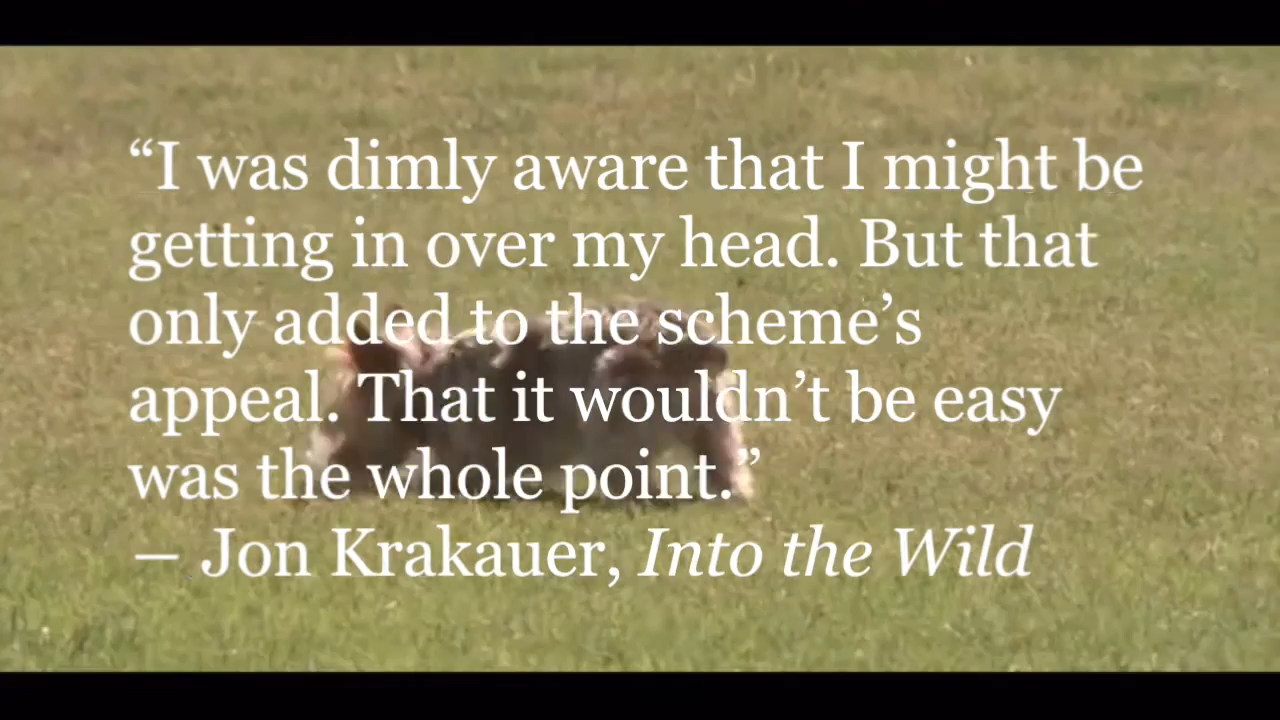 “I was dimly aware that I might be
getting in over my head. But that
only added to the scheme’s
appeal. That it wouldn’t be easy
was the whole point.”
— Jon Krakauer, Into the Wild